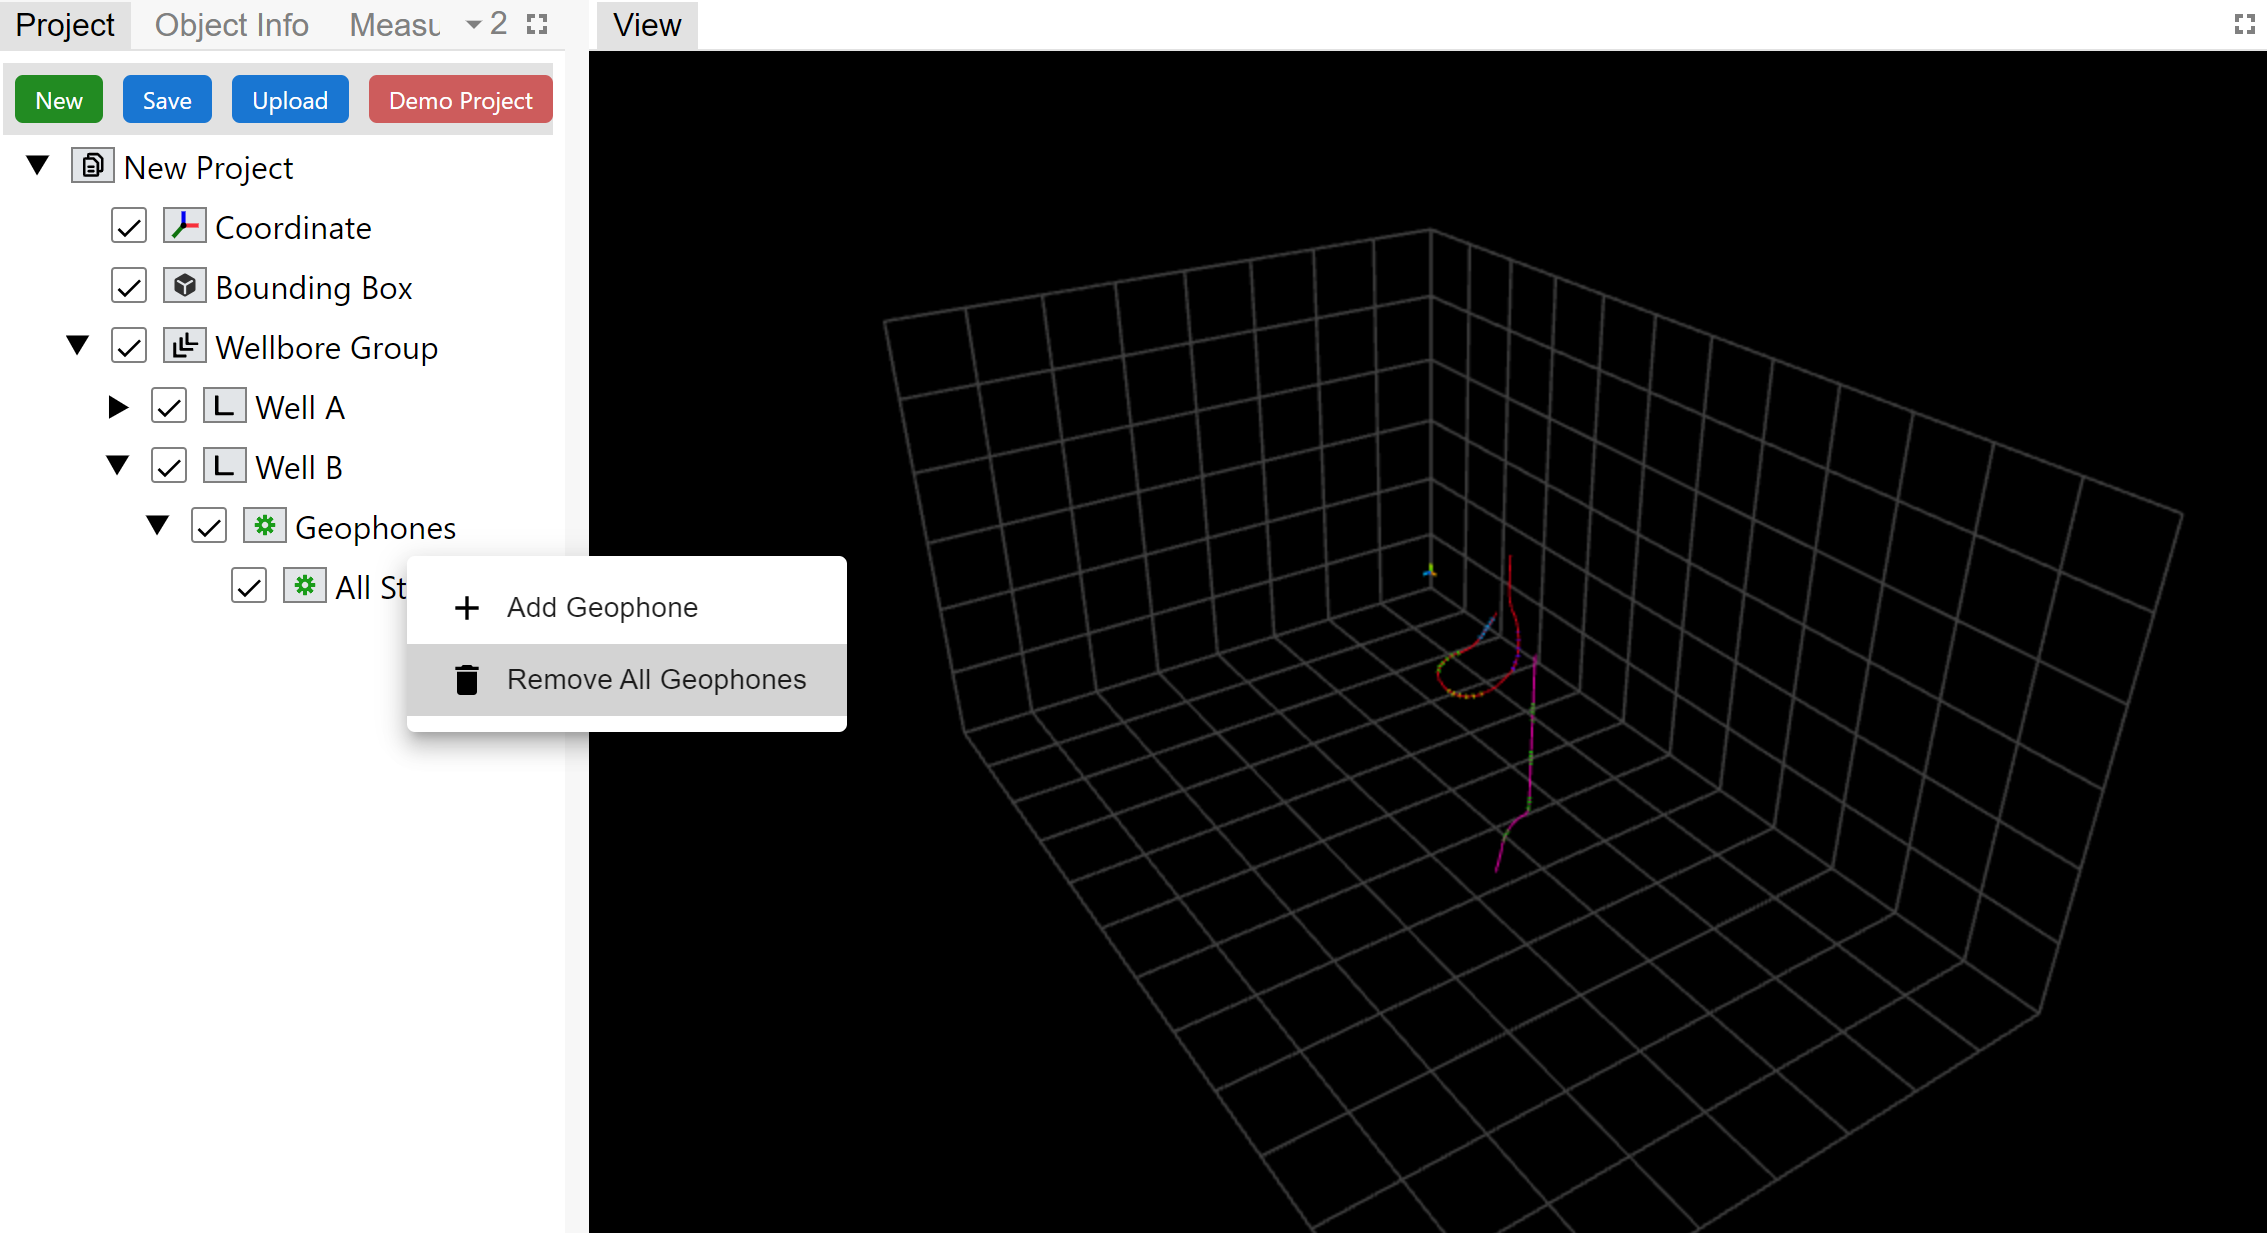 Project Object Info Measu 2 View
New Save Upload Demo Project
New Project
Coordinate
Bounding Box
Wellbore Group
Well A
Well B
Geophones
All St
Add Geophone
Remove All Geophones